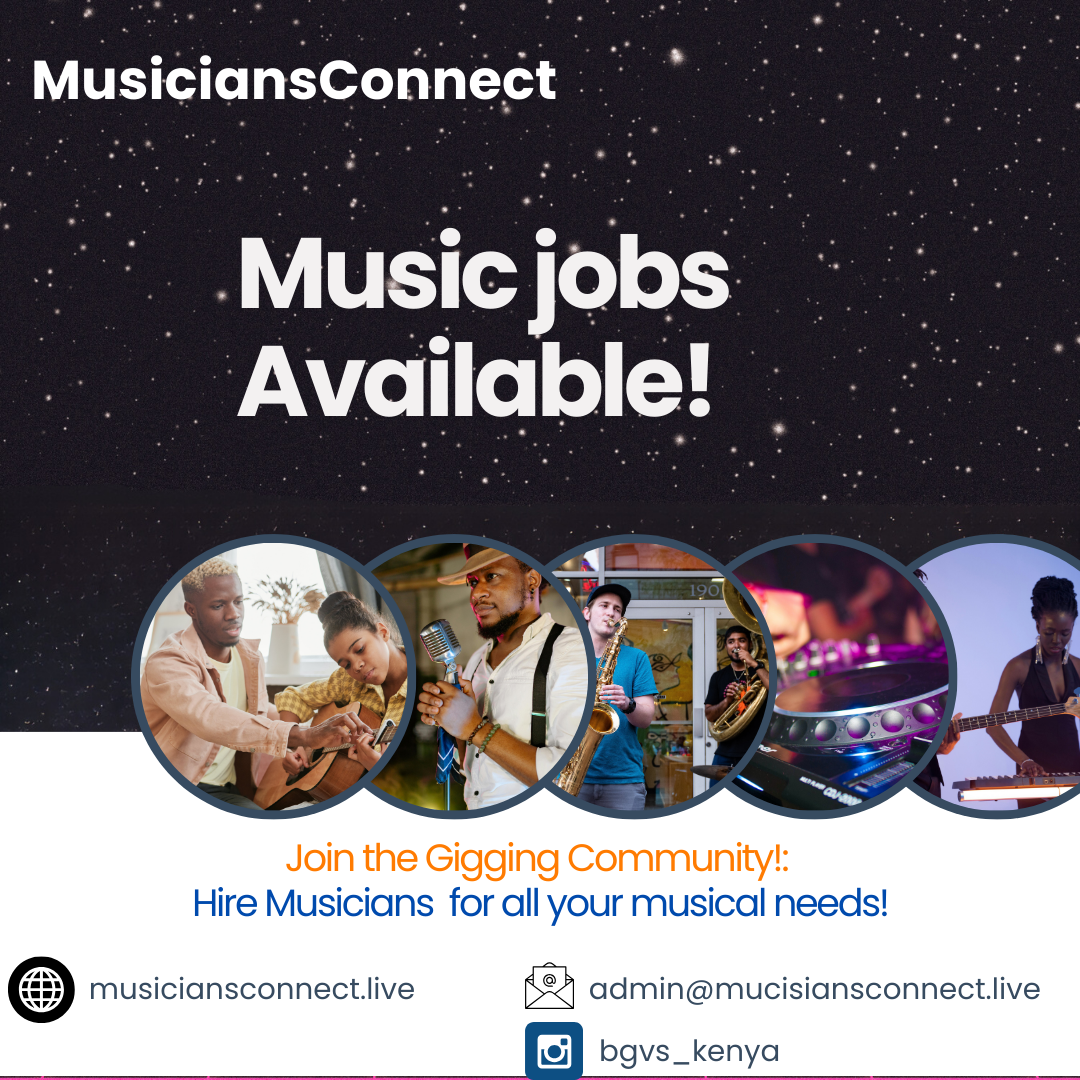 MusiciansConnect
Music jobs
Available!
190
Join the Gigging Community!:
Hire Musicians for all your musical needs!
musiciansconnect.live
admin@mucisiansconnect.live
bgvs_kenya